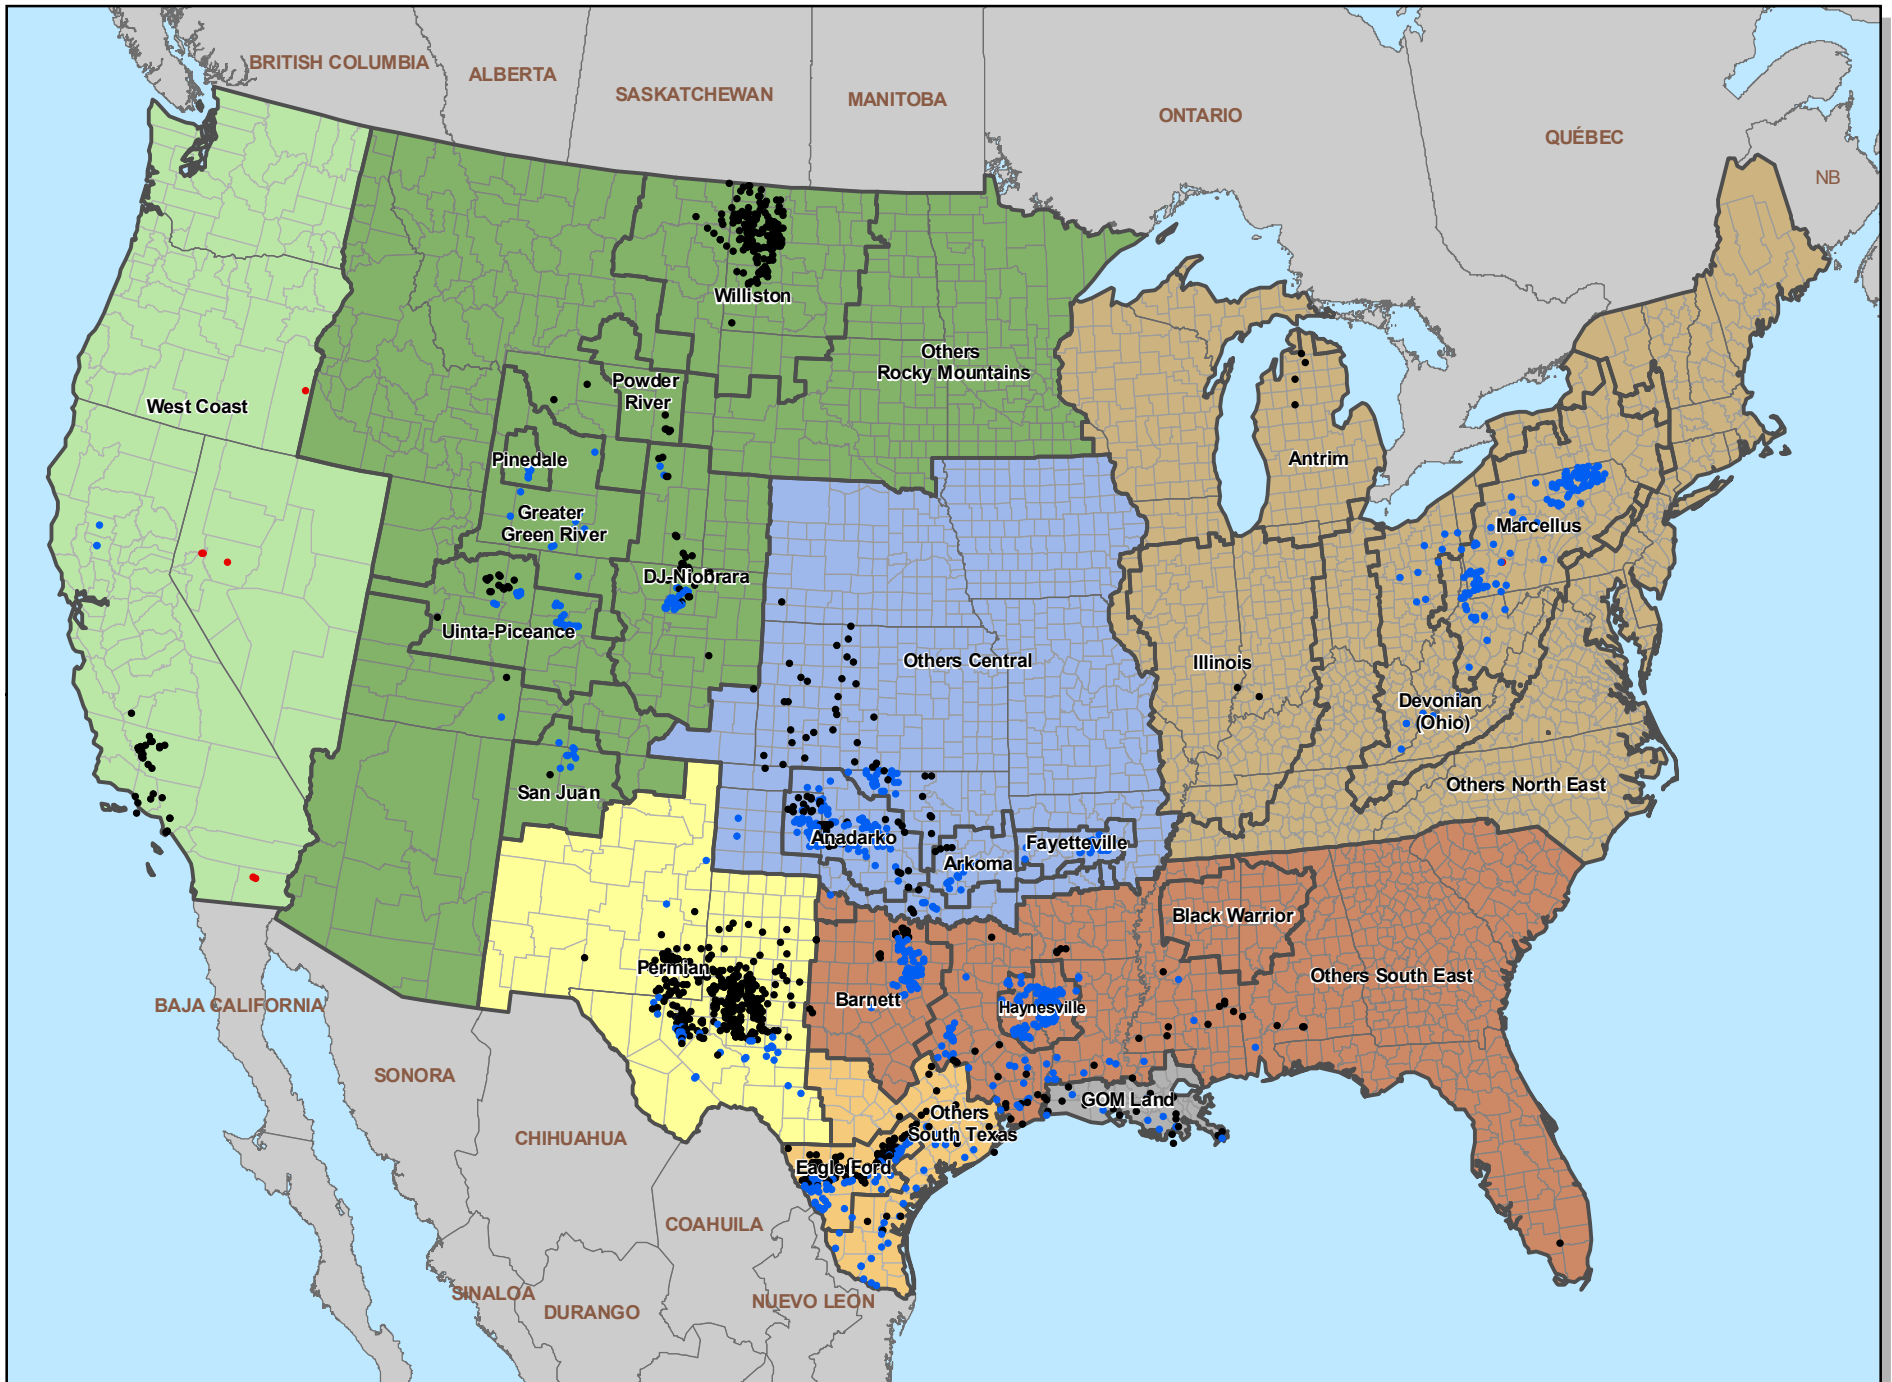 BRITISH COLUMBIA
ALBERTA
SASKATCHEWAN
MANITOBA
ONTARIO
QUÉBEC
NB
Williston
Others
Rocky Mountains
Powder
River
West Coast
Pinedale
Antrim
Greater
Green River
Marcellus
DJ-Niobrara
Uinta-Piceance
Others Central
Illinois
Devonian
(Ohio)
San Juan
Others North East
Anadarko
Fayetteville
Arkoma
Black Warrior
Permian
Others South East
Barnett
Haynesville
BAJA CALIFORNIA
SONORA
GOM Land
Others
South Texas
CHIHUAHUA
Eagle Ford
COAHUILA
SINALOA
DURANGO
NUEVO LEÓN